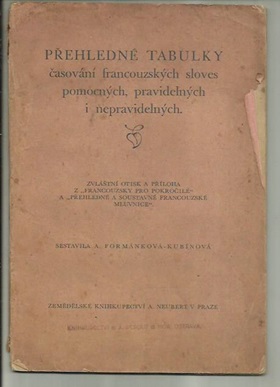 PŘEHLEDNÉ TABULKY
časování francouzských sloves
pomocných, pravidelných
i nepravidelných.
ZVLÁŠTNÍ OTISK A PŘÍLOHA
Z „FRANCOUZSKY PRO POKROČILÉ"
A „PŘEHLEDNÉ A SOUSTAVNÉ FRANCOUZSKÉ
MLUVNICE".
SESTAVILA A. FORMÁNKOVÁ-KUBÍNOVÁ
ZEMĚDĚLSKÉ KNIHKUPECTVÍ A. NEUBERT V PRAZE